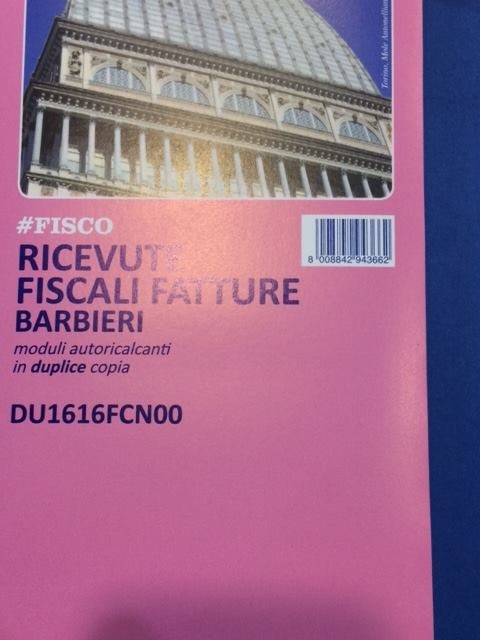 Torino, Mole Antonelliana
#FISCO
8 008842 943662
RICEVUTE
FISCALI FATTURE
BARBIERI
moduli autoricalcanti
in duplice copia
DU1616FCN00